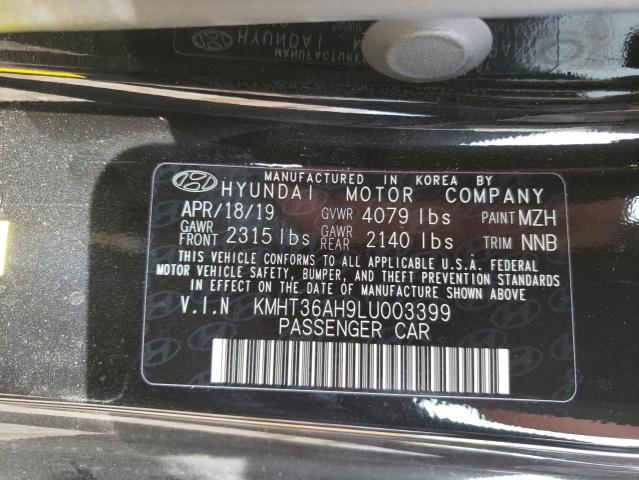 HYUNDAI
MANUFACTURED
MANUFACTURED IN KOREA BY
HYUNDAI MOTOR COMPANY
APR/18/19 GVWR 4079 lbs PAINT MZH
GAWR FRONT 2315 lbs GAWR REAR 2140 lbs TRIM NNB
THIS VEHICLE CONFORMS TO ALL APPLICABLE U.S.A. FEDERAL
MOTOR VEHICLE SAFETY, BUMPER, AND THEFT PREVENTION STANDARDS
IN EFFECT ON THE DATE OF MANUFACTURE SHOWN ABOVE
V.I.N KMHT36AH9LU003399
PASSENGER CAR